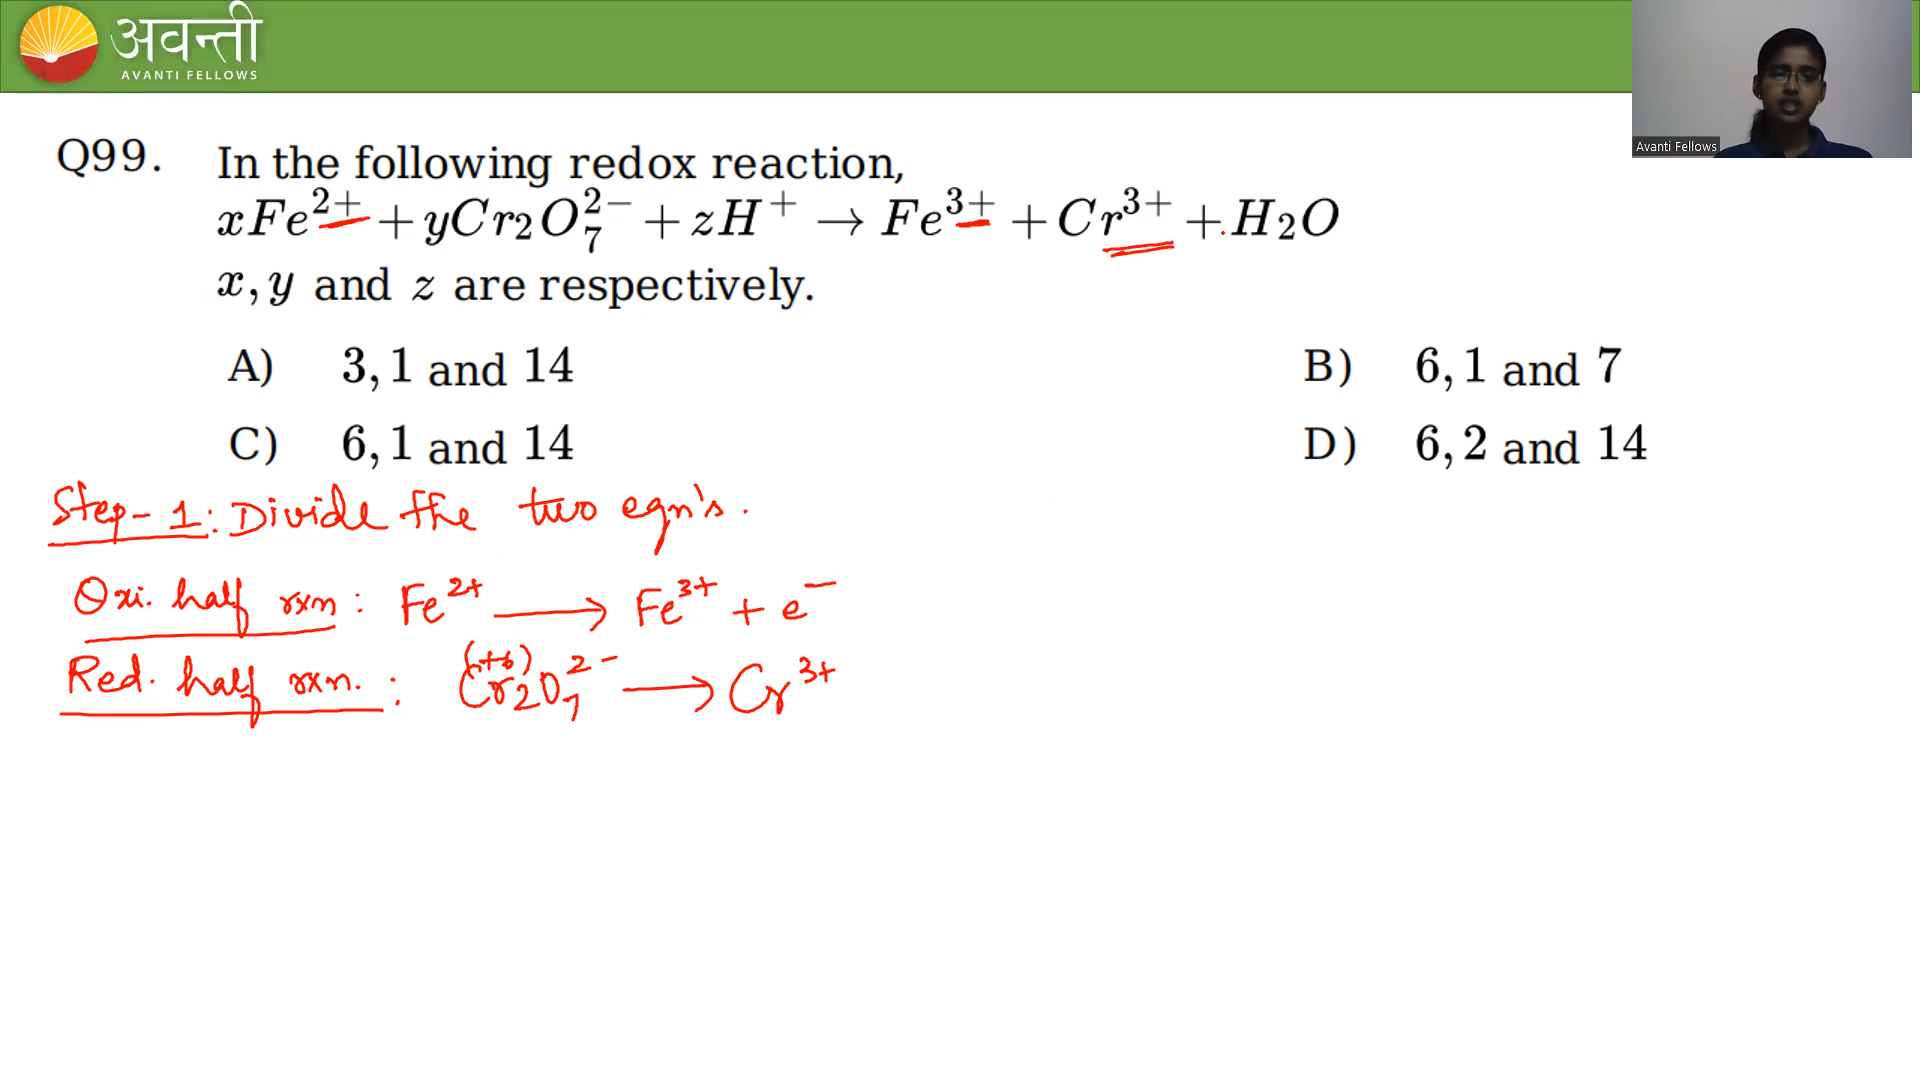 अवन्ती
AVANTI FELLOWS
Avanti Fellows
Q99. In the following redox reaction,
xFe²⁺ + yCr₂O₇²⁻ + zH⁺ → Fe³⁺ + Cr³⁺ + H₂O
x, y and z are respectively.
A) 3, 1 and 14
B) 6, 1 and 7
C) 6, 1 and 14
D) 6, 2 and 14
Step-1: Divide the two eqn's.
Oxi. half rxn: Fe²⁺ → Fe³⁺ + e⁻
(+6)
Red. half rxn.: Cr₂O₇²⁻ → Cr³⁺